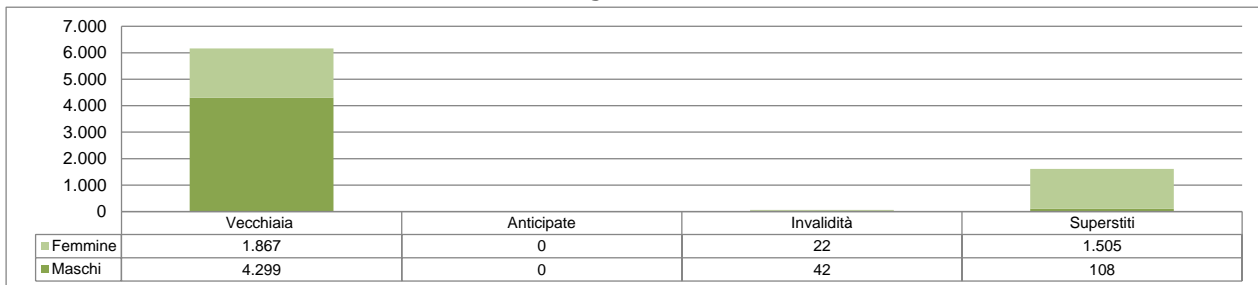 7.000
6.000
5.000
4.000
3.000
2.000
1.000
0
Vecchiaia Anticipate Invalidità Superstiti
Femmine 1.867 0 22 1.505
Maschi 4.299 0 42 108